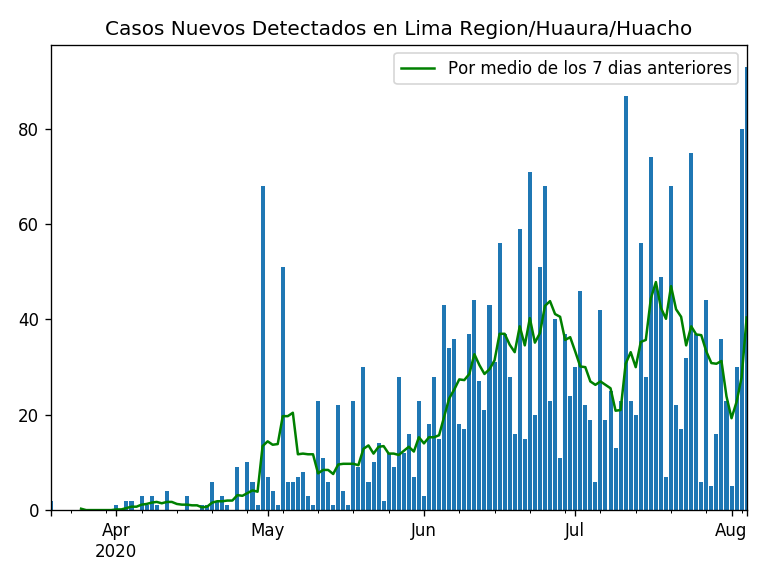 Casos Nuevos Detectados en Lima Region/Huaura/Huacho
Por medio de los 7 dias anteriores
80
60
40
20
0
Apr
2020
May
Jun
Jul
Aug